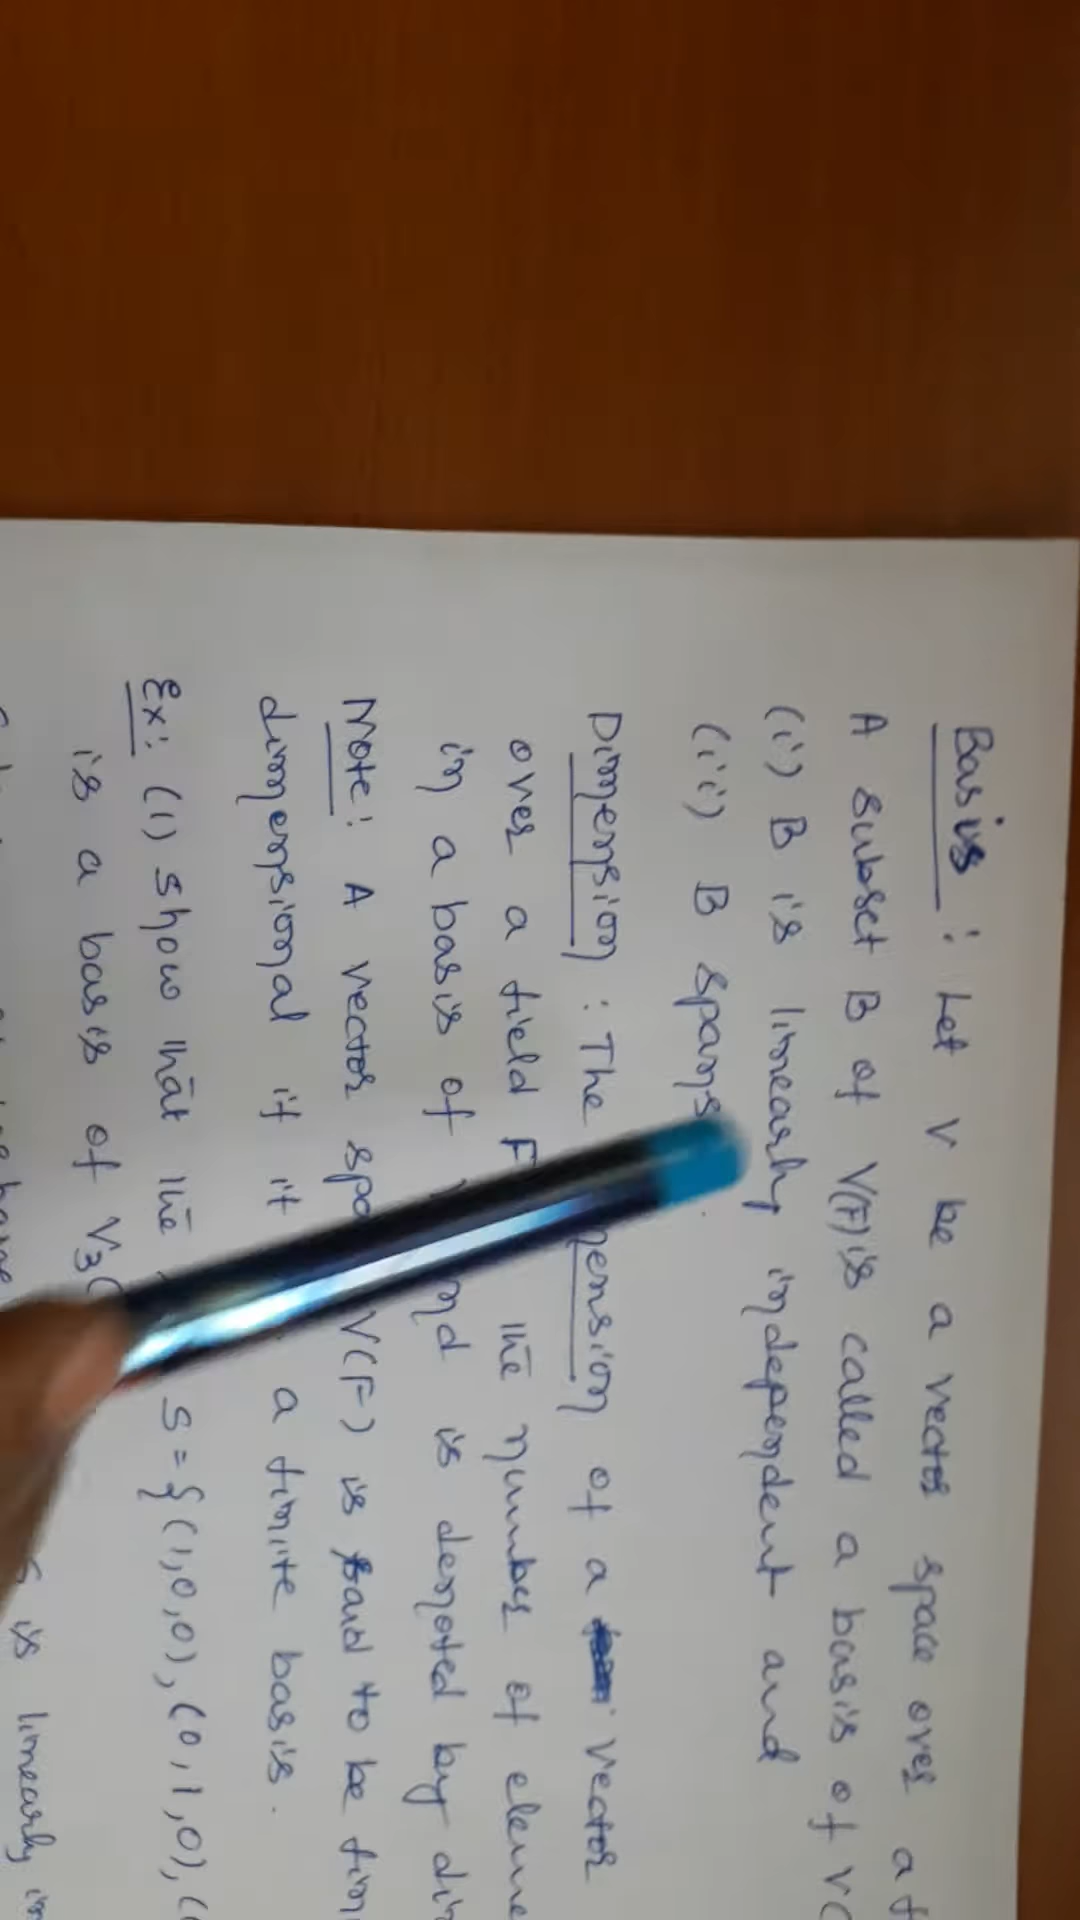 Basis : Let V be a vector space over a
A subset B of V(F) is called a basis of V(
(i) B is linearly independent and
(ii) B spans
Dimension : The of a vector
over a field F the number of
in a basis of is denoted by
Note: A vector V(F) is said to be
dimensional if it a finite basis.
Ex: (1) show that the S = {(1,0,0), (0,1,0), (
is a basis of V3(
S is linearly